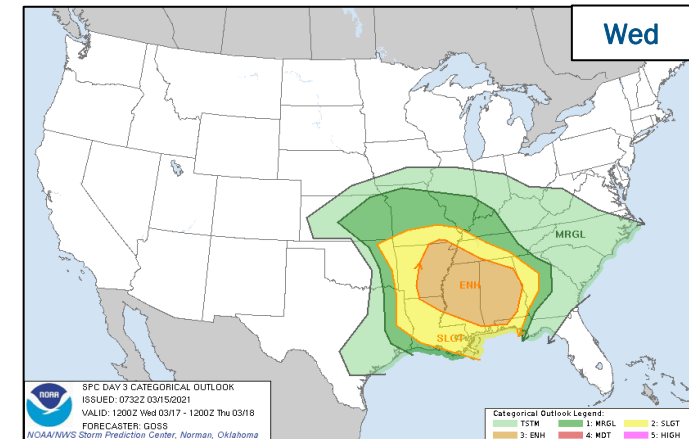 Wed
MRGL
ENH
SLGT
NOAA
SPC DAY 3 CATEGORICAL OUTLOOK
ISSUED: 0732Z 03/15/2021
VALID: 1200Z Wed 03/17 - 1200Z Thu 03/18
FORECASTER: GOSS
NOAA/NWS Storm Prediction Center, Norman, Oklahoma
Categorical Outlook Legend:
TSTM 1: MRGL 2: SLGT
3: ENH 4: MDT 5: HIGH